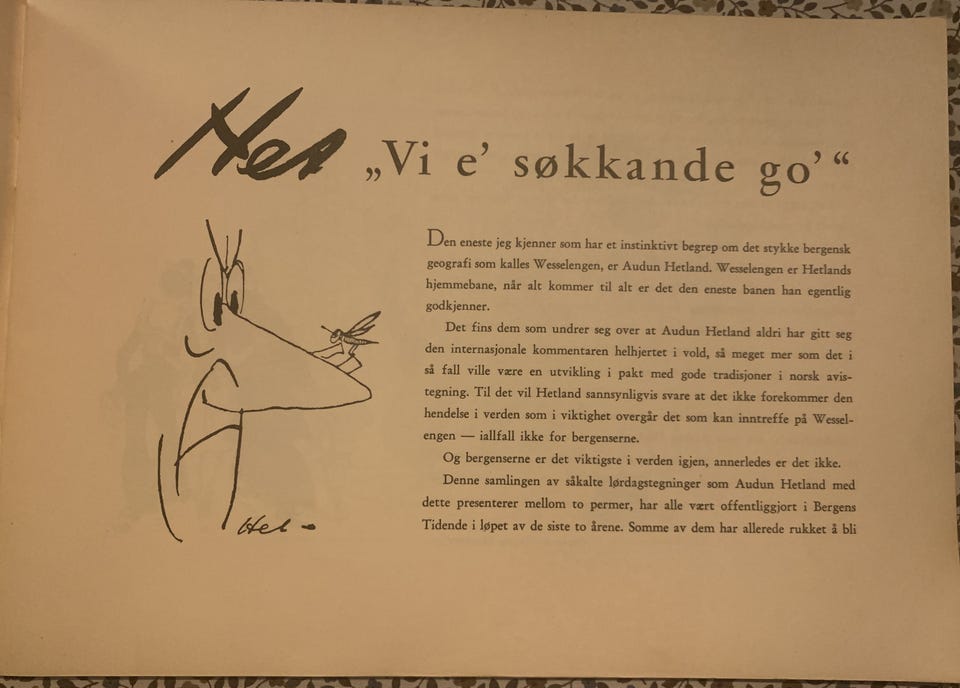 Het „Vi e’ søkkande go’“
Den eneste jeg kjenner som har et instinktivt begrep om det stykke bergensk
geografi som kalles Wesselengen, er Audun Hetland. Wesselengen er Hetlands
hjemmebane, når alt kommer til alt er det den eneste banen han egentlig
godkjenner.
Det fins dem som undrer seg over at Audun Hetland aldri har gitt seg
den internasjonale kommentaren helhjertet i vold, så meget mer som det i
så fall ville være en utvikling i pakt med gode tradisjoner i norsk avis-
tegning. Til det vil Hetland sannsynligvis svare at det ikke forekommer den
hendelse i verden som i viktighet overgår det som kan inntreffe på Wessel-
engen — iallfall ikke for bergenserne.
Og bergenserne er det viktigste i verden igjen, annerledes er det ikke.
Denne samlingen av såkalte lørdagstegninger som Audun Hetland med
dette presenterer mellom to permer, har alle vært offentliggjort i Bergens
Tidende i løpet av de siste to årene. Somme av dem har allerede rukket å bli
Het –